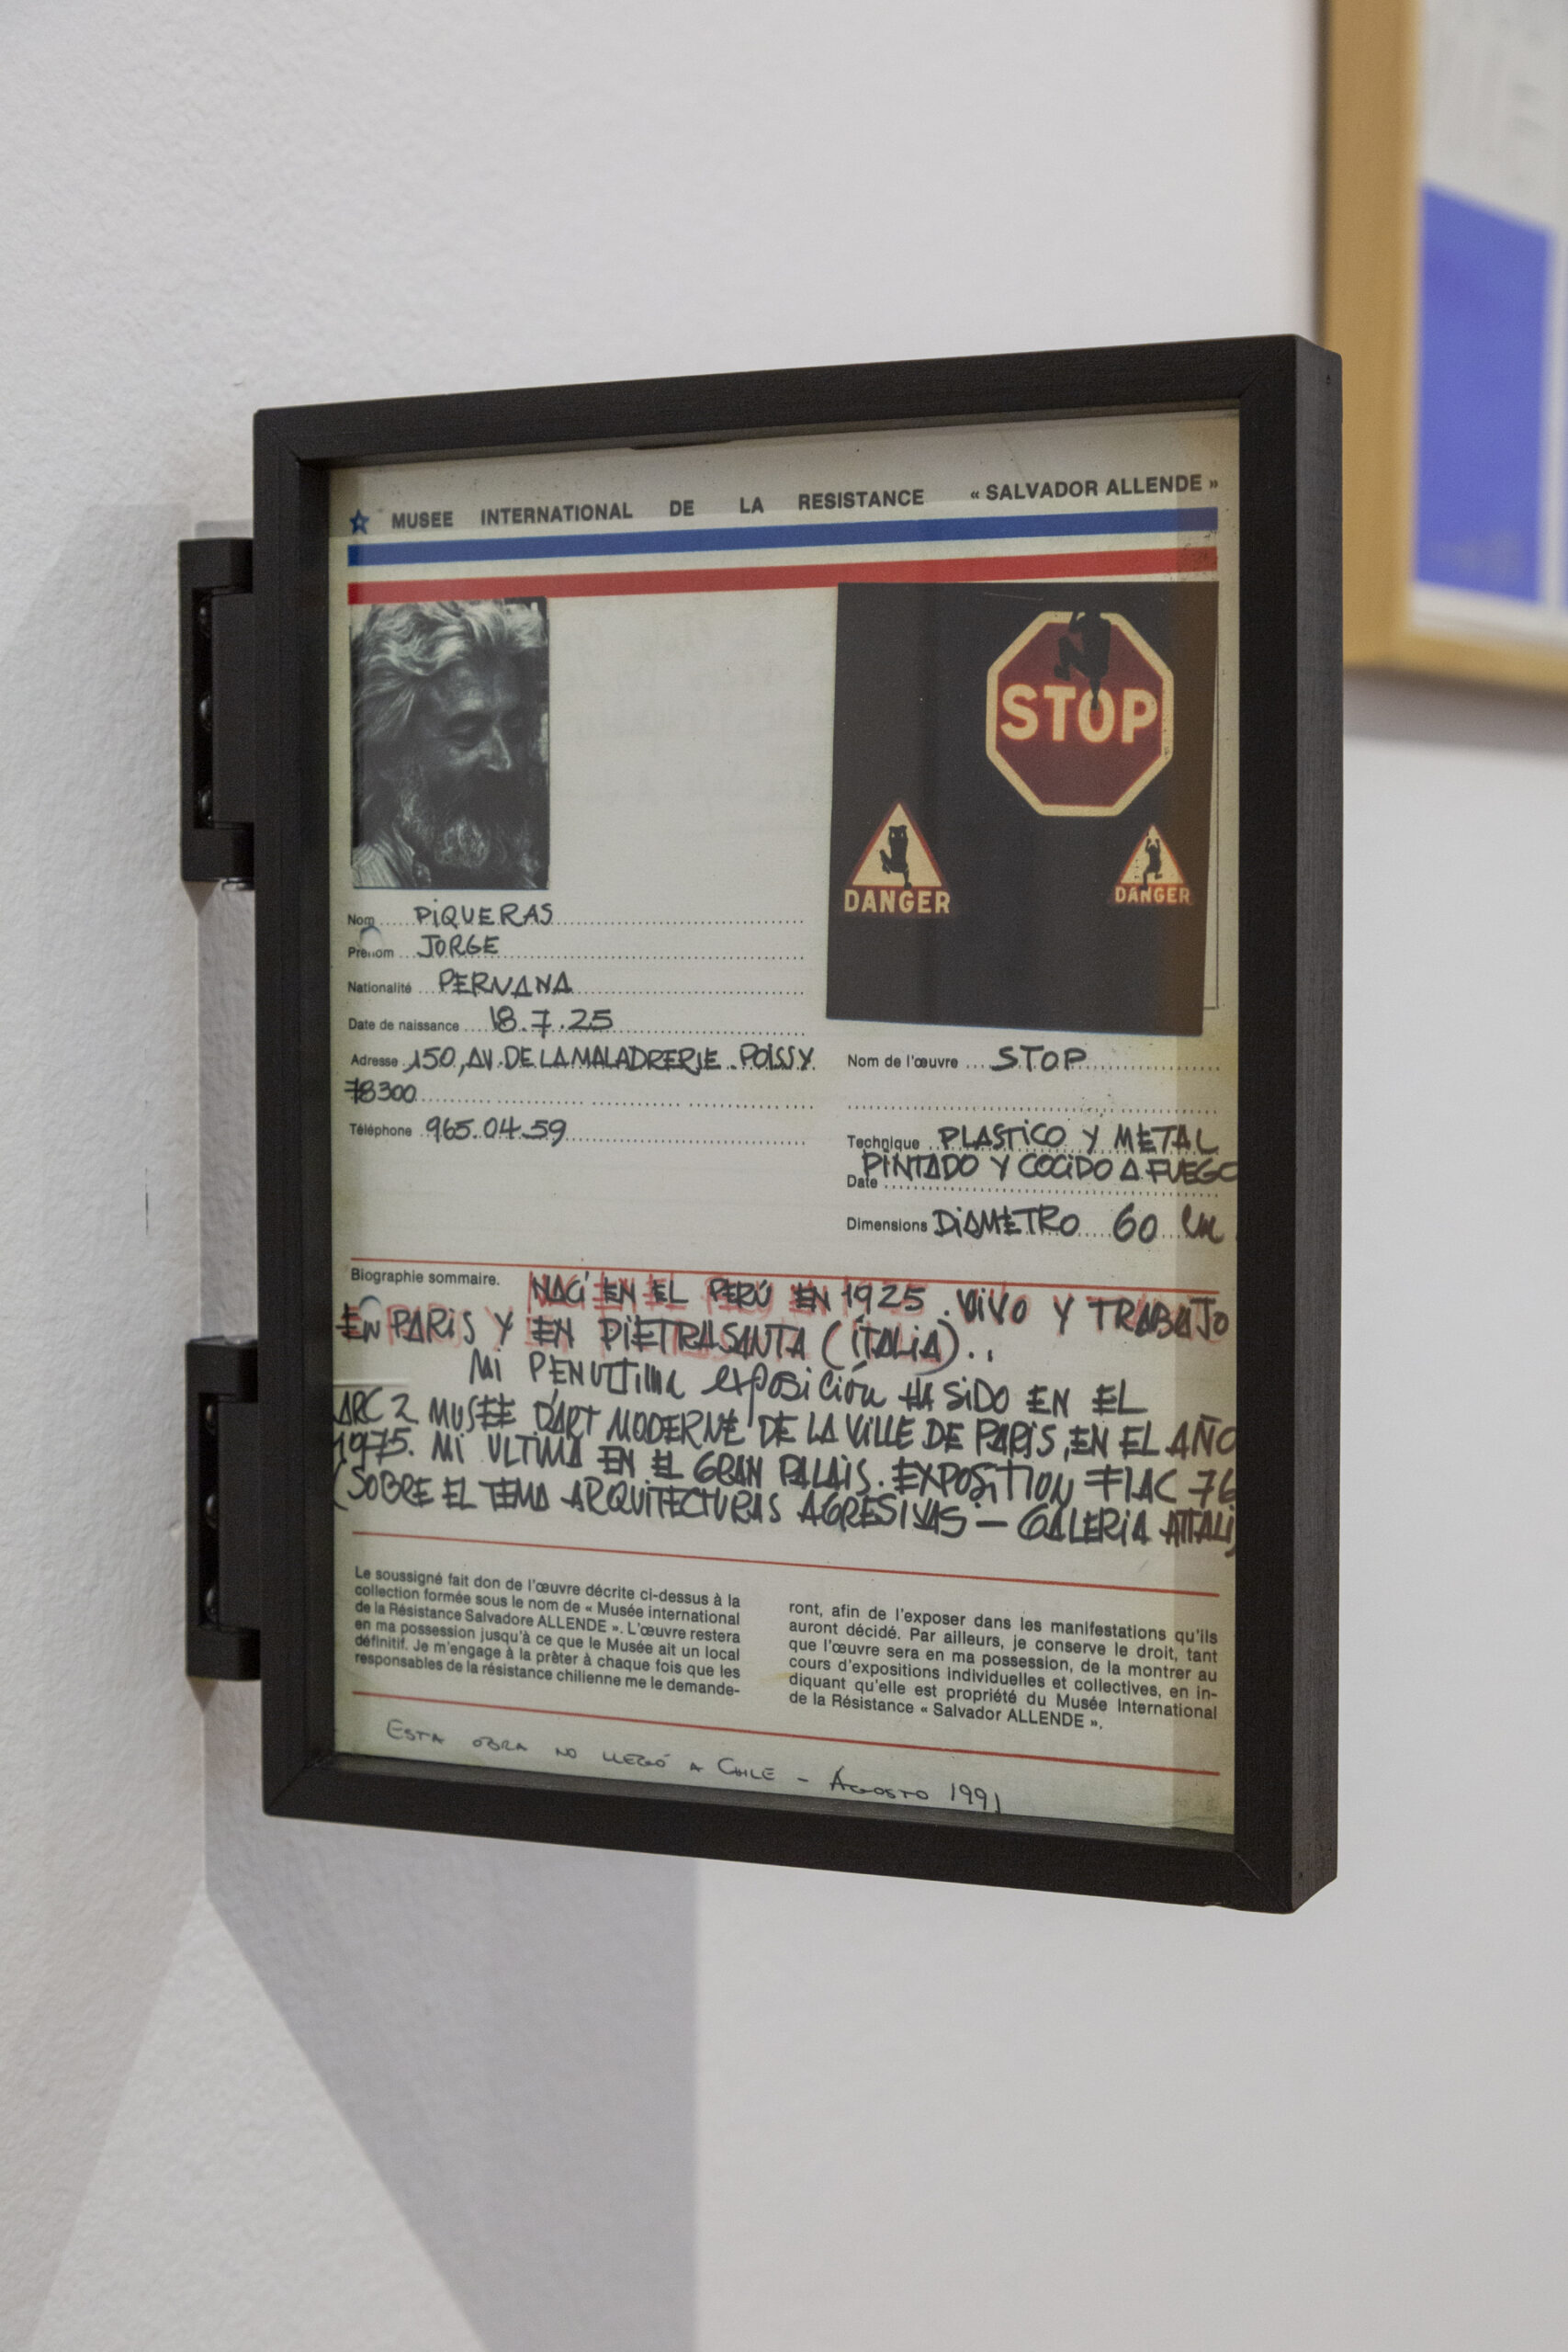 MUSEE INTERNATIONAL DE LA RESISTANCE « SALVADOR ALLENDE »
STOP
DANGER
DANGER
Nom PIQUERAS
Prénom JORGE
Nationalité PERUANA
Date de naissance 18.7.25
Adresse 150, AV. DE LA MALADRERIE. POISSY
78300
Téléphone 965.04.59
Nom de l'œuvre STOP
Technique PLASTICO Y METAL
PINTADO Y COCIDO A FUEGO
Date
Dimensions DIAMETRO 60 cm
Biographie sommaire. NACÍ EN EL PERÚ EN 1925. VIVO Y TRABAJO
EN PARIS Y EN PIETRASANTA (ITALIA)..
MI PENULTIMA exposición HA SIDO EN EL
ARC 2 MUSEE D'ART MODERNE DE LA VILLE DE PARIS, EN EL AÑO
1975. MI ULTIMA EN EL GRAN PALAIS. EXPOSITION FIAC 76
(SOBRE EL TEMA ARQUITECTURAS AGRESIVAS — GALERIA ATTALI)
Le soussigné fait don de l'œuvre décrite ci-dessus à la
collection formée sous le nom de « Musée international
de la Résistance Salvadore ALLENDE ». L'œuvre restera
en ma possession jusqu'à ce que le Musée ait un local
définitif. Je m'engage à la prêter à chaque fois que les
responsables de la résistance chilienne me le demande-
ront, afin de l'exposer dans les manifestations qu'ils
auront décidé. Par ailleurs, je conserve le droit, tant
que l'œuvre sera en ma possession, de la montrer au
cours d'expositions individuelles et collectives, en in-
diquant qu'elle est propriété du Musée International
de la Résistance « Salvador ALLENDE ».
ESTA OBRA NO LLEGÓ A CHILE - AGOSTO 1991